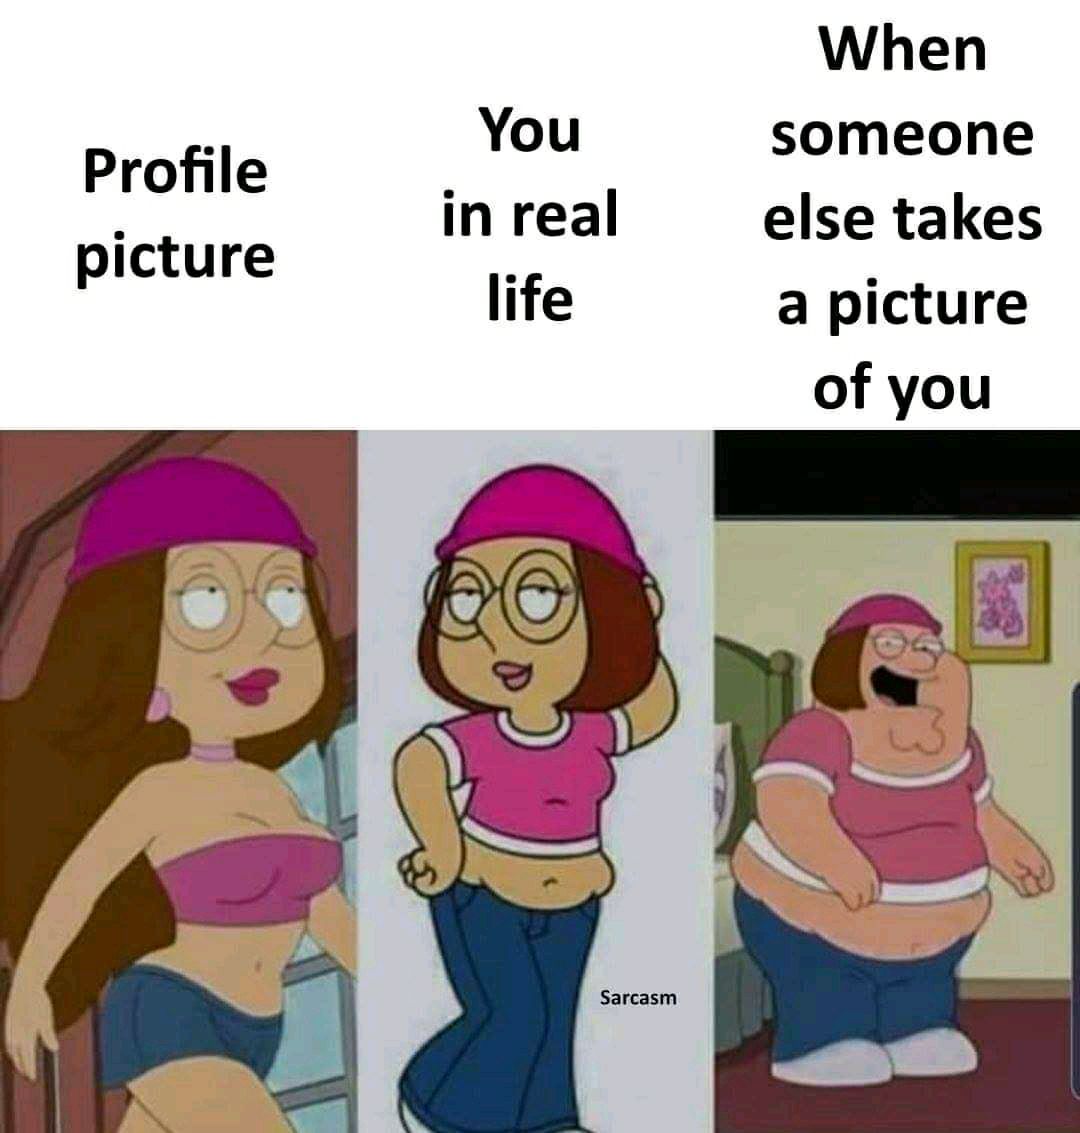 Profile
picture
You
in real
life
When
someone
else takes
a picture
of you
Sarcasm